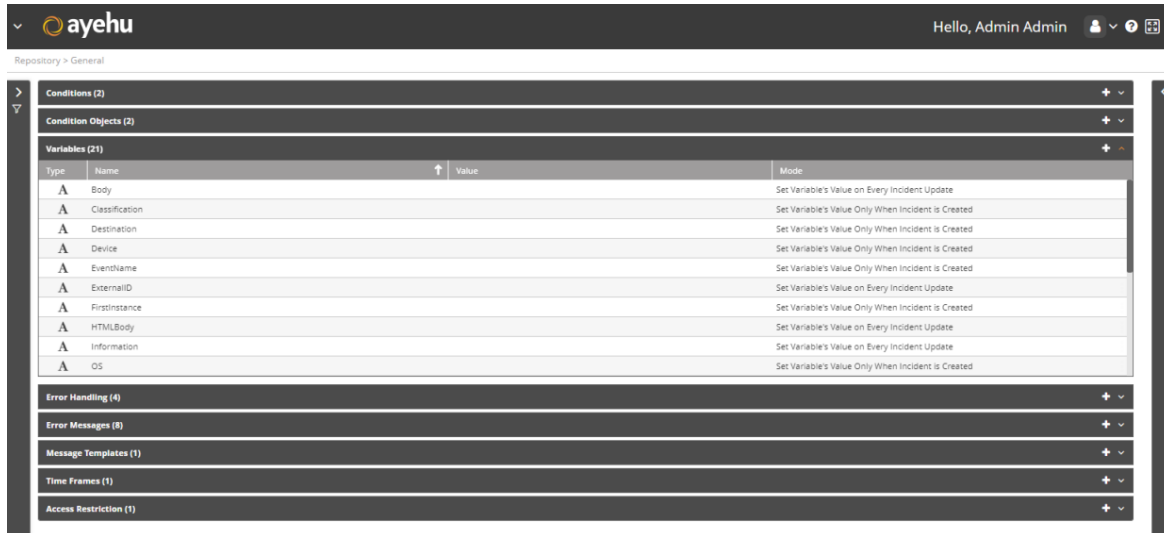 ayehu Hello, Admin Admin
Repository > General
Conditions (2)
Condition Objects (2)
Variables (21)
Type Name Value Mode
A Body Set Variable's Value on Every Incident Update
A Classification Set Variable's Value Only When Incident is Created
A Destination Set Variable's Value Only When Incident is Created
A Device Set Variable's Value Only When Incident is Created
A EventName Set Variable's Value Only When Incident is Created
A ExternalID Set Variable's Value on Every Incident Update
A FirstInstance Set Variable's Value Only When Incident is Created
A HTMLBody Set Variable's Value on Every Incident Update
A Information Set Variable's Value on Every Incident Update
A OS Set Variable's Value Only When Incident is Created
Error Handling (4)
Error Messages (8)
Message Templates (1)
Time Frames (1)
Access Restriction (1)